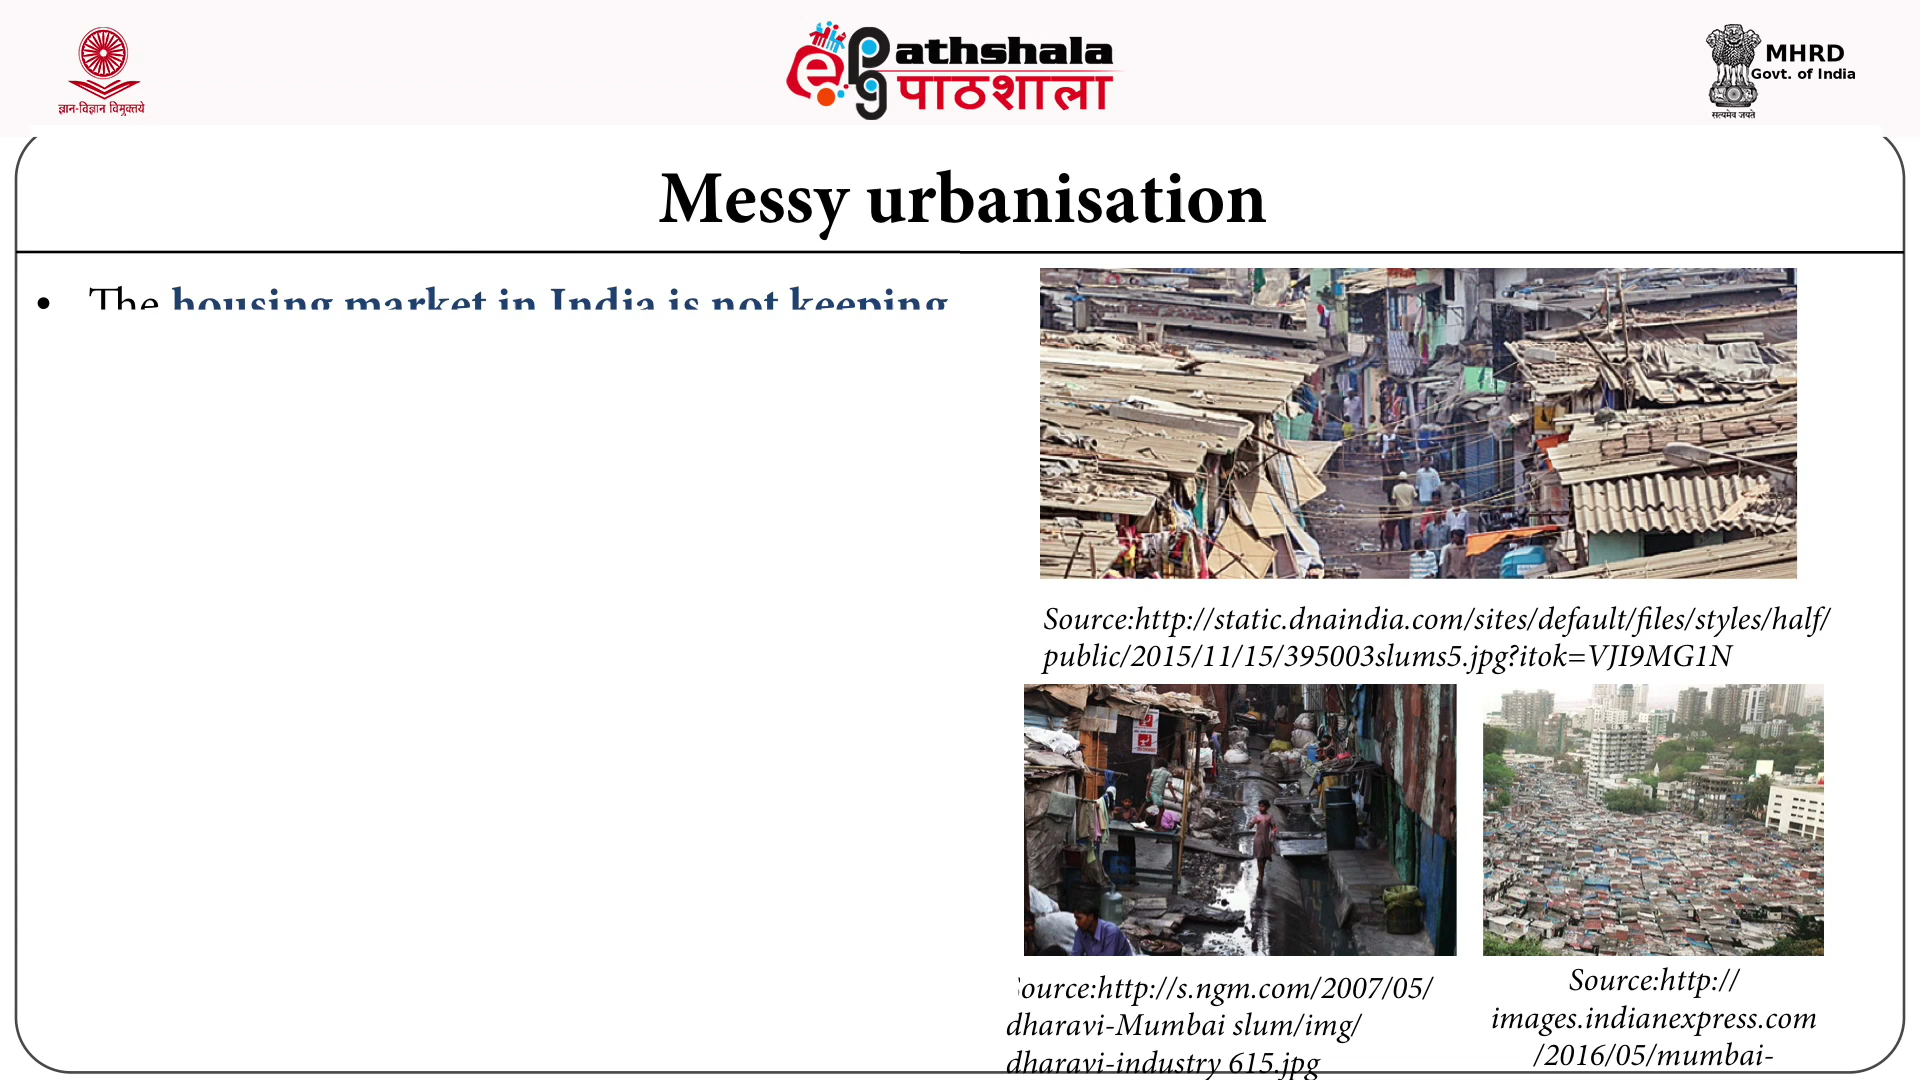 ज्ञान-विज्ञान विमुक्तये
ePGathshala
पाठशाला
MHRD
Govt. of India
सत्यमेव जयते
Messy urbanisation
• The housing market in India is not keeping
Source:http://static.dnaindia.com/sites/default/files/styles/half/
public/2015/11/15/395003slums5.jpg?itok=VJI9MG1N
Source:http://s.ngm.com/2007/05/
dharavi-Mumbai slum/img/
dharavi-industry 615.jpg
Source:http://
images.indianexpress.com
/2016/05/mumbai-